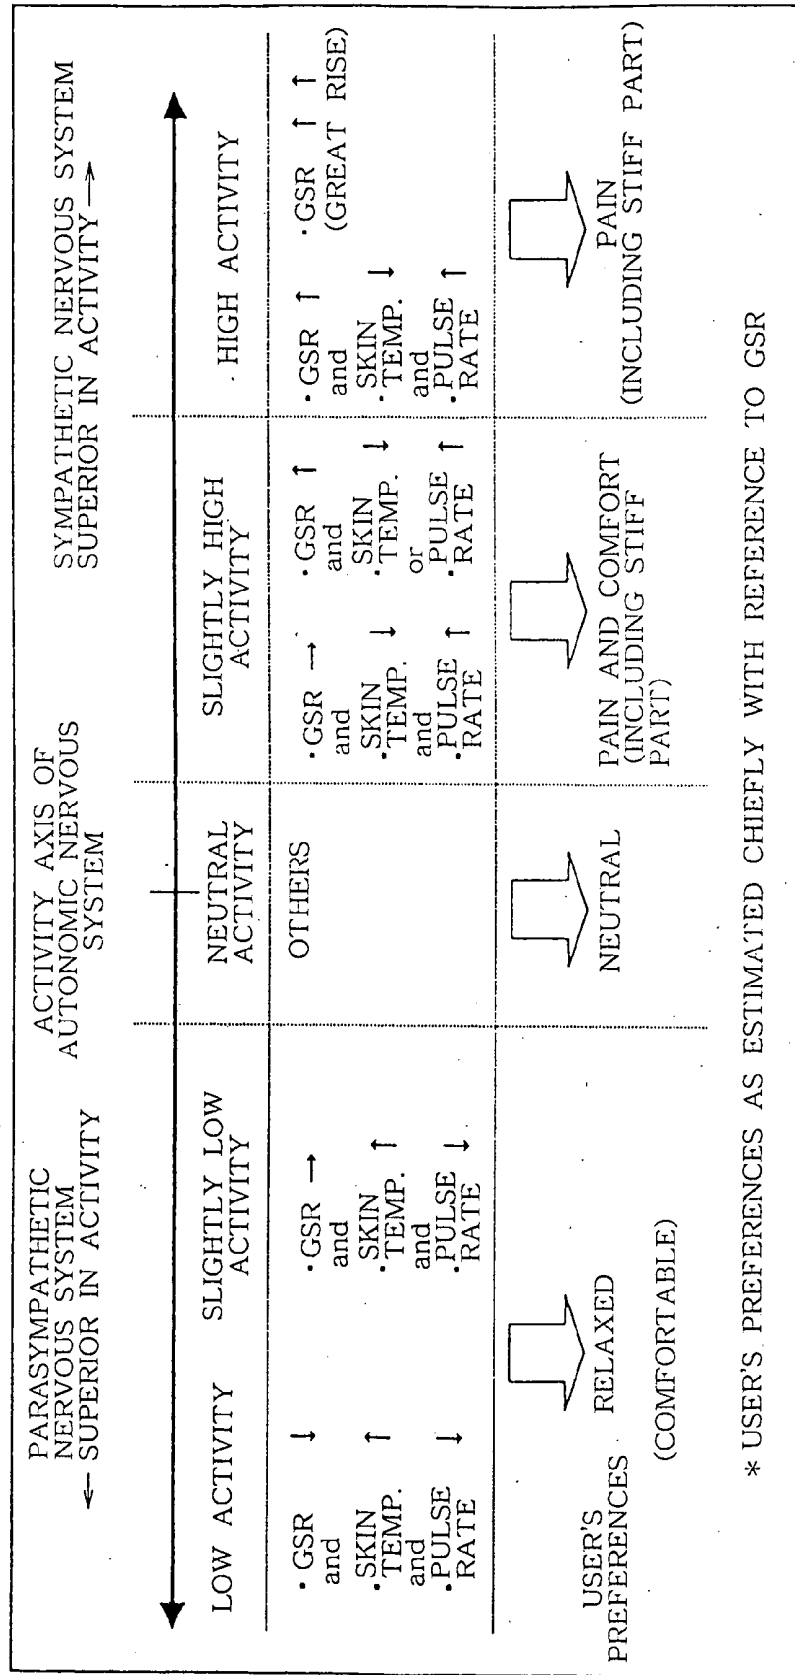 PARASYMPATHETIC
NERVOUS SYSTEM
← SUPERIOR IN ACTIVITY
ACTIVITY AXIS OF
AUTONOMIC NERVOUS
SYSTEM
SYMPATHETIC NERVOUS SYSTEM
SUPERIOR IN ACTIVITY →
LOW ACTIVITY
SLIGHTLY LOW
ACTIVITY
NEUTRAL
ACTIVITY
SLIGHTLY HIGH
ACTIVITY
HIGH ACTIVITY
・GSR ↓
and
・SKIN
TEMP. ↑
and
・PULSE
RATE ↓
・GSR →
and
・SKIN
TEMP. ↑
and
・PULSE
RATE ↓
OTHERS
・GSR →
and
・SKIN
TEMP. ↓
and
・PULSE
RATE ↑
・GSR ↑
and
・SKIN
TEMP. ↓
or
・PULSE
RATE ↑
・GSR ↑
and
・SKIN
TEMP. ↓
and
・PULSE
RATE ↑
・GSR ↑ ↑
(GREAT RISE)
USER'S
PREFERENCES
RELAXED
(COMFORTABLE)
NEUTRAL
PAIN AND COMFORT
(INCLUDING STIFF
PART)
PAIN
(INCLUDING STIFF PART)
* USER'S PREFERENCES AS ESTIMATED CHIEFLY WITH REFERENCE TO GSR